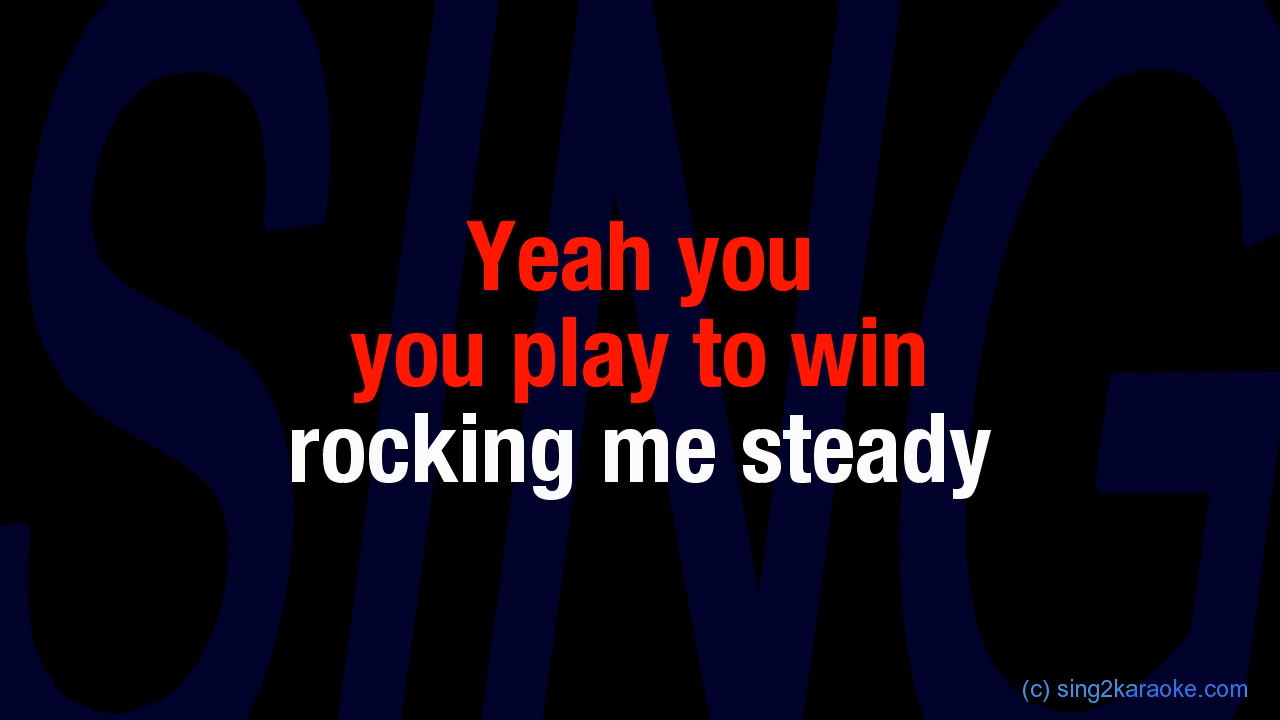 SING
Yeah you
you play to win
rocking me steady
(c) sing2karaoke.com